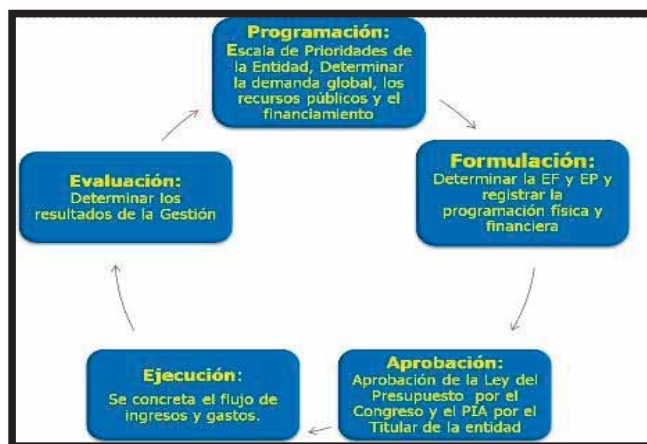 Programación:
Escala de Prioridades de
la Entidad, Determinar
la demanda global, los
recursos públicos y el
financiamiento
Formulación:
Determinar la EF y EP y
registrar la
programación física y
financiera
Aprobación:
Aprobación de la Ley del
Presupuesto por el
Congreso y el PIA por el
Titular de la entidad
Ejecución:
Se concreta el flujo de
ingresos y gastos.
Evaluación:
Determinar los
resultados de la Gestión